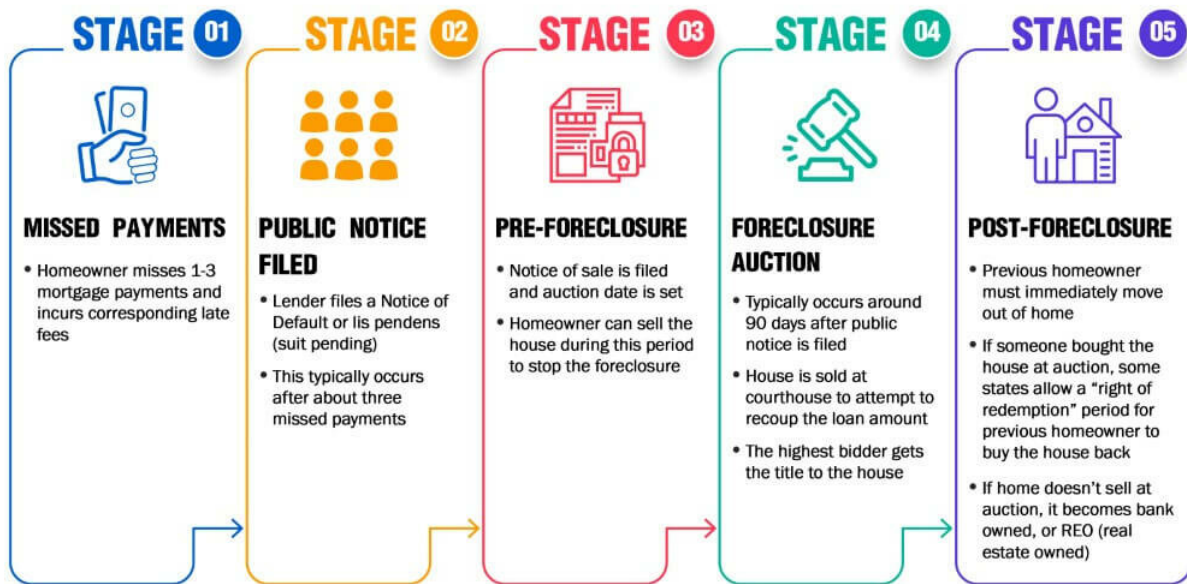 STAGE 01
MISSED PAYMENTS
• Homeowner misses 1-3
mortgage payments and
incurs corresponding late
fees
STAGE 02
PUBLIC NOTICE
FILED
• Lender files a Notice of
Default or lis pendens
(suit pending)
• This typically occurs
after about three
missed payments
STAGE 03
PRE-FORECLOSURE
• Notice of sale is filed
and auction date is set
• Homeowner can sell the
house during this period
to stop the foreclosure
STAGE 04
FORECLOSURE
AUCTION
• Typically occurs around
90 days after public
notice is filed
• House is sold at
courthouse to attempt to
recoup the loan amount
• The highest bidder gets
the title to the house
STAGE 05
POST-FORECLOSURE
• Previous homeowner
must immediately move
out of home
• If someone bought the
house at auction, some
states allow a “right of
redemption” period for
previous homeowner to
buy the house back
• If home doesn’t sell at
auction, it becomes bank
owned, or REO (real
estate owned)